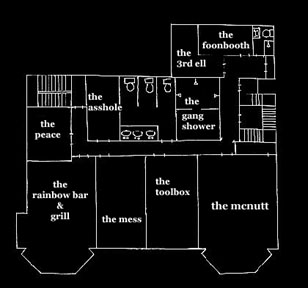 the
foonbooth
the
3rd ell
the
asshole
the
gang
shower
the
peace
the
rainbow bar
&
grill
the mess
the
toolbox
the mcnutt